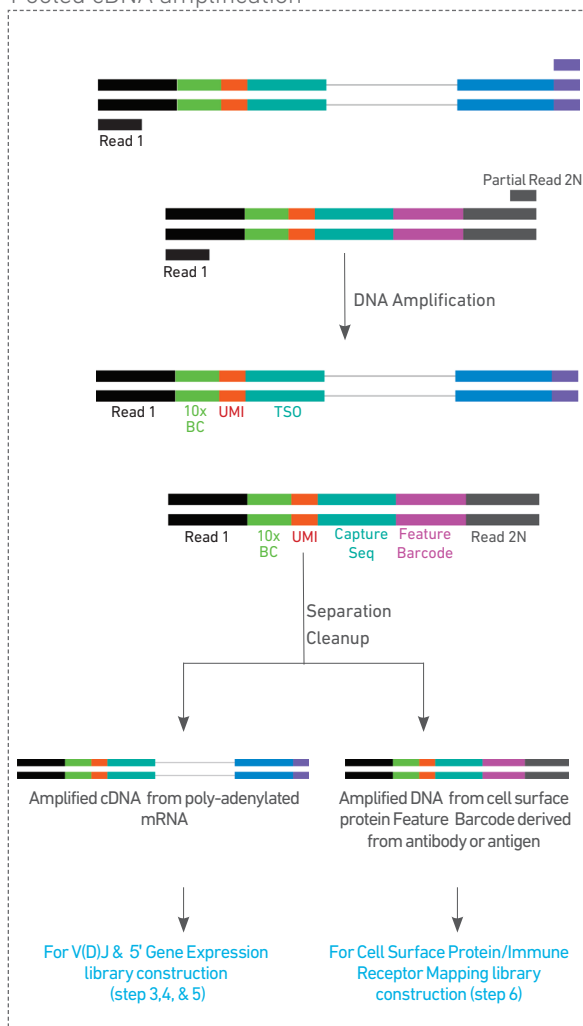 Pooled cDNA amplification
Read 1
Partial Read 2N
Read 1
DNA Amplification
Read 1 10x BC UMI TSO
Read 1 10x BC UMI Capture Seq Feature Barcode Read 2N
Separation
Cleanup
Amplified cDNA from poly-adenylated
mRNA
Amplified DNA from cell surface
protein Feature Barcode derived
from antibody or antigen
For V(D)J & 5' Gene Expression
library construction
(step 3,4, & 5)
For Cell Surface Protein/Immune
Receptor Mapping library
construction (step 6)